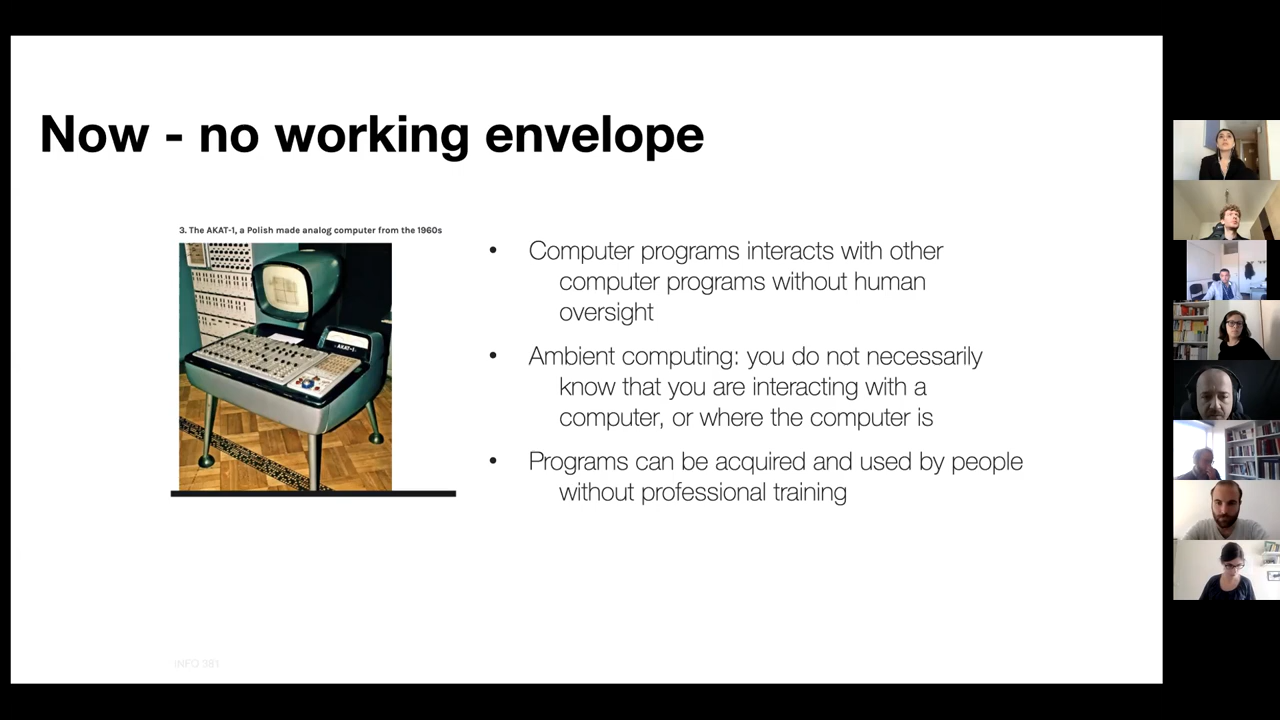 Now - no working envelope
3. The AKAT-1, a Polish made analog computer from the 1960s
AKAT-1
• Computer programs interacts with other
computer programs without human
oversight
• Ambient computing: you do not necessarily
know that you are interacting with a
computer, or where the computer is
• Programs can be acquired and used by people
without professional training
INFO 381